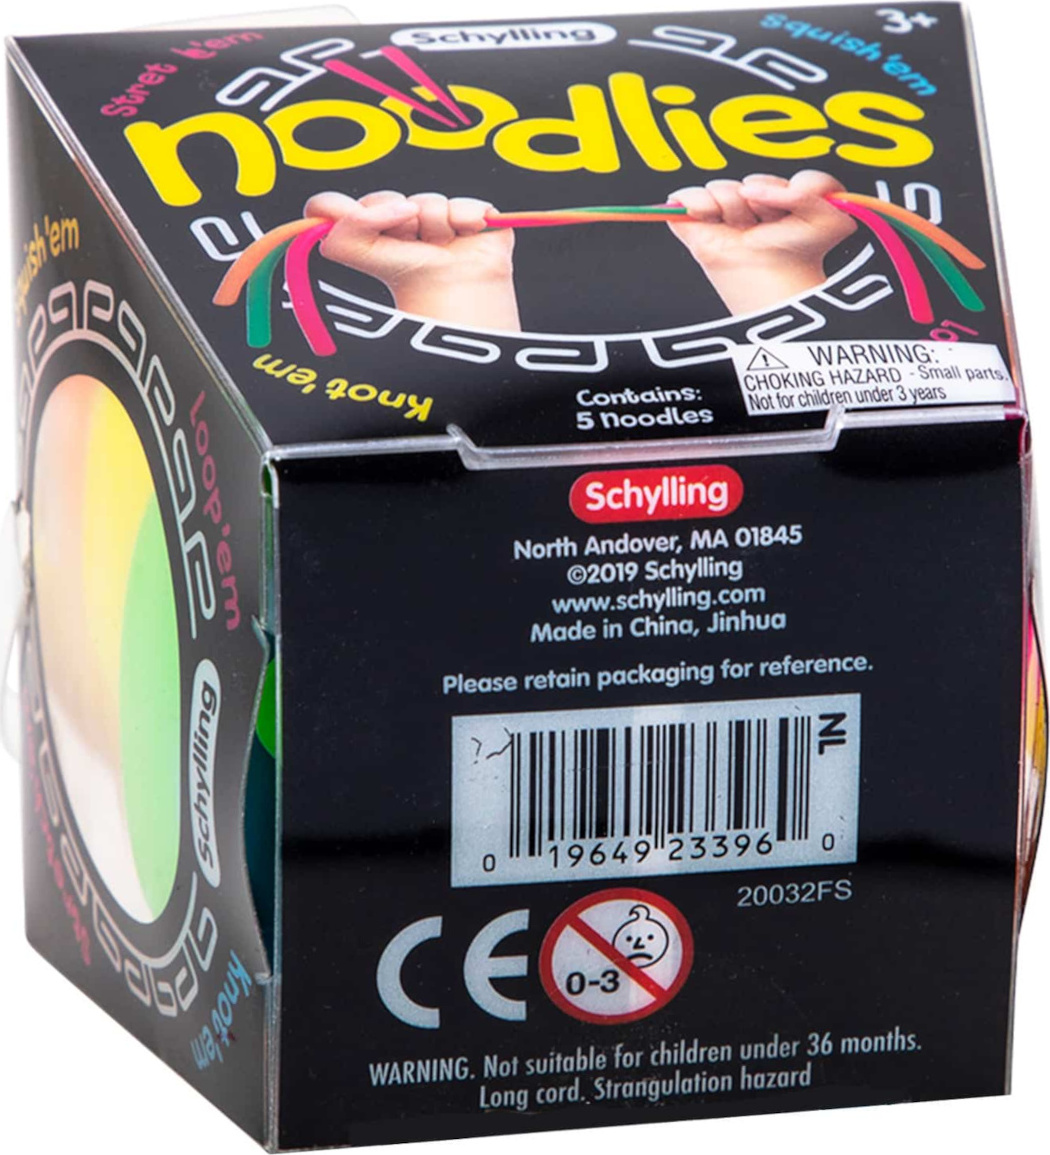 Schylling
3+
squish'em
noodlies
Knot 'em
Contains:
5 Noodles
WARNING:
CHOKING HAZARD - Small parts.
Not for children under 3 years
squish'em
loop'em
Schylling
Knot'em
Schylling
North Andover, MA 01845
©2019 Schylling
www.schylling.com
Made in China, Jinhua
Please retain packaging for reference.
NL
0 19649 23396 0
20032FS
CE
0-3
WARNING. Not suitable for children under 36 months.
Long cord. Strangulation hazard